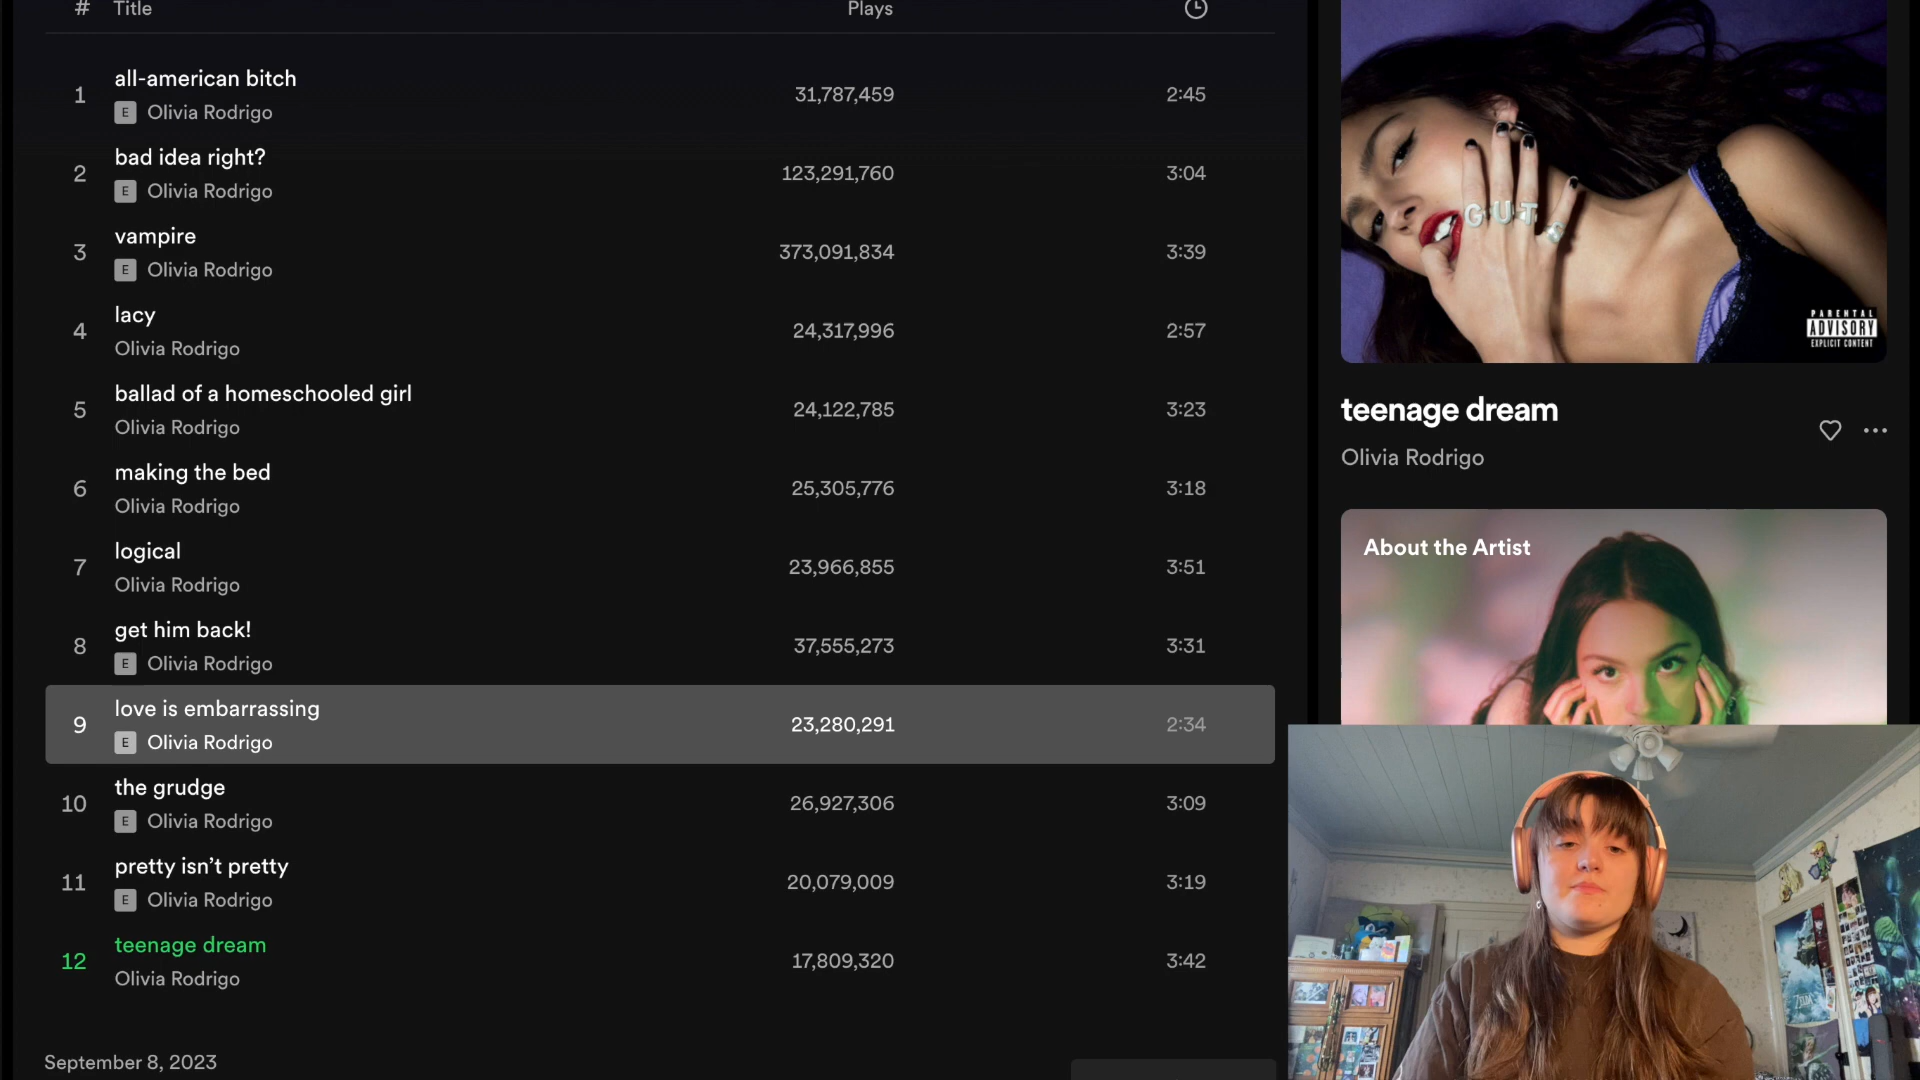 # Title Plays
1 all-american bitch 31,787,459 2:45
E Olivia Rodrigo
2 bad idea right? 123,291,760 3:04
E Olivia Rodrigo
3 vampire 373,091,834 3:39
E Olivia Rodrigo
4 lacy 24,317,996 2:57
Olivia Rodrigo
5 ballad of a homeschooled girl 24,122,785 3:23
Olivia Rodrigo
6 making the bed 25,305,776 3:18
Olivia Rodrigo
7 logical 23,966,855 3:51
Olivia Rodrigo
8 get him back! 37,555,273 3:31
E Olivia Rodrigo
9 love is embarrassing 23,280,291 2:34
E Olivia Rodrigo
10 the grudge 26,927,306 3:09
E Olivia Rodrigo
11 pretty isn’t pretty 20,079,009 3:19
E Olivia Rodrigo
12 teenage dream 17,809,320 3:42
Olivia Rodrigo
September 8, 2023
GUTS
PARENTAL
ADVISORY
EXPLICIT CONTENT
teenage dream
Olivia Rodrigo
About the Artist
ZELDA